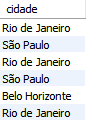 cidade
Rio de Janeiro
São Paulo
Rio de Janeiro
São Paulo
Belo Horizonte
Rio de Janeiro